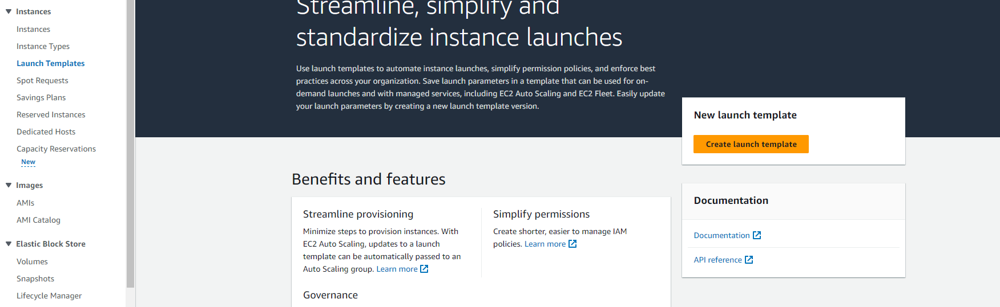 Instances
Instances
Instance Types
Launch Templates
Spot Requests
Savings Plans
Reserved Instances
Dedicated Hosts
Capacity Reservations
New
Images
AMIs
AMI Catalog
Elastic Block Store
Volumes
Snapshots
Lifecycle Manager
Streamline, simplify and
standardize instance launches
Use launch templates to automate instance launches, simplify permission policies, and enforce best
practices across your organization. Save launch parameters in a template that can be used for on-
demand launches and with managed services, including EC2 Auto Scaling and EC2 Fleet. Easily update
your launch parameters by creating a new launch template version.
New launch template
Create launch template
Benefits and features
Streamline provisioning
Minimize steps to provision instances. With
EC2 Auto Scaling, updates to a launch
template can be automatically passed to an
Auto Scaling group. Learn more
Simplify permissions
Create shorter, easier to manage IAM
policies. Learn more
Governance
Documentation
Documentation
API reference